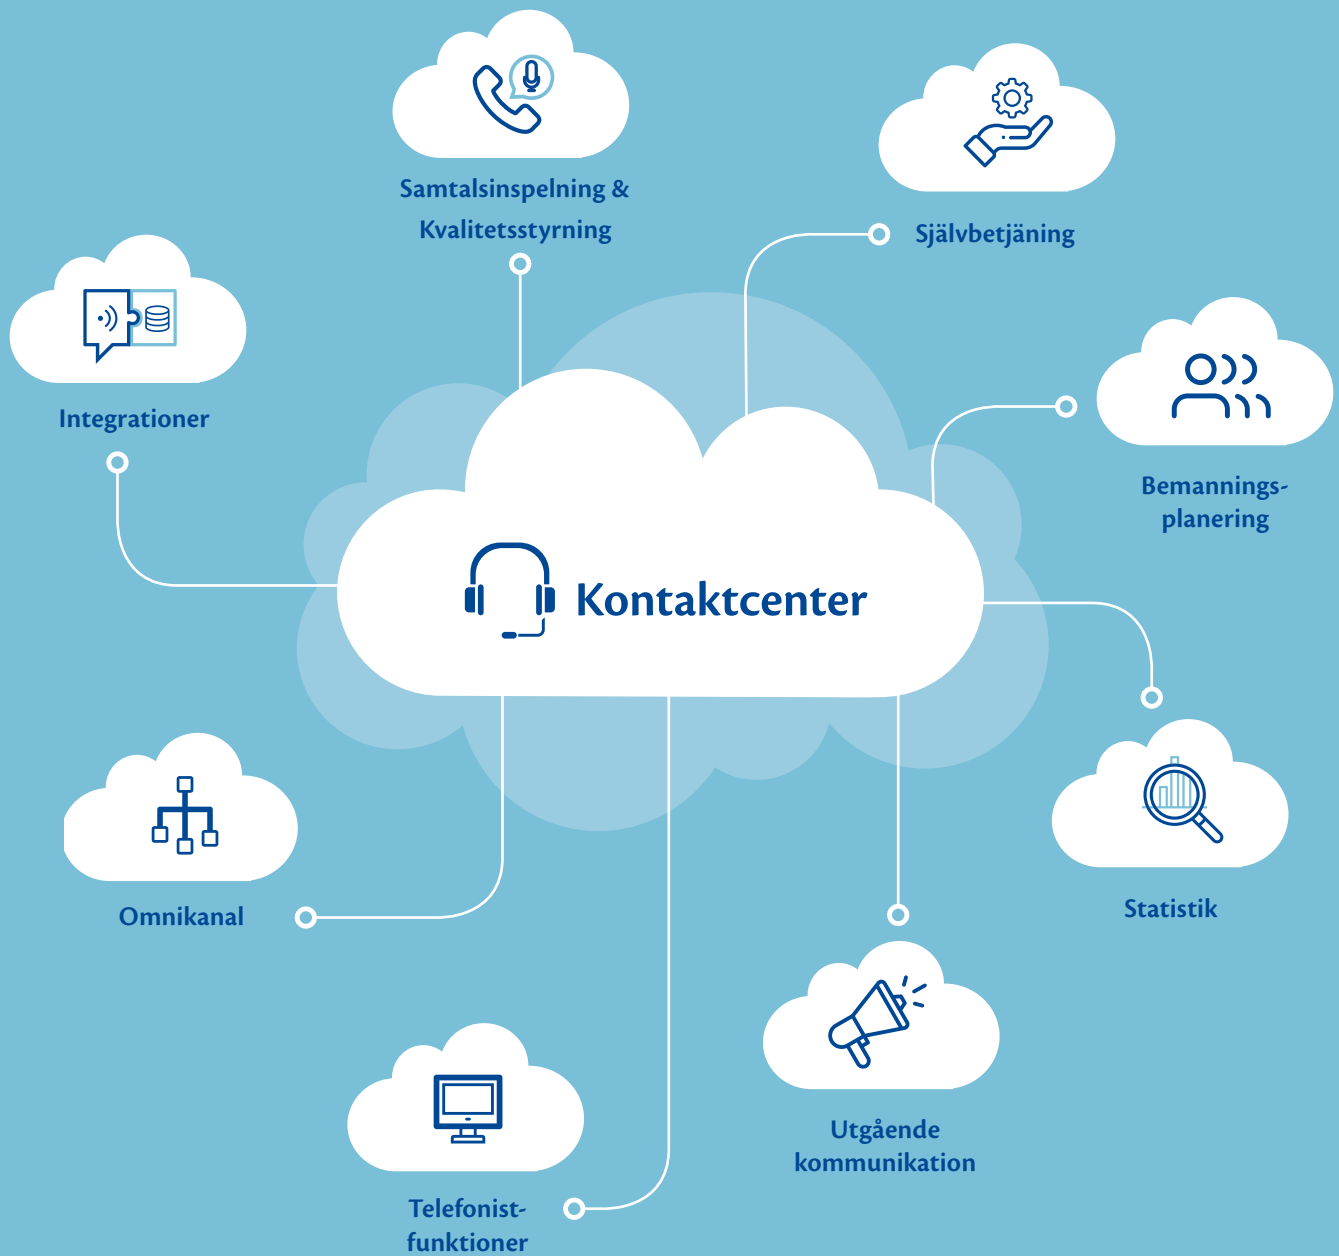 Samtalsinspelning &
Kvalitetsstyrning
Självbetjäning
Integrationer
Bemannings-
planering
Kontaktcenter
Omnikanal
Statistik
Utgående
kommunikation
Telefonist-
funktioner